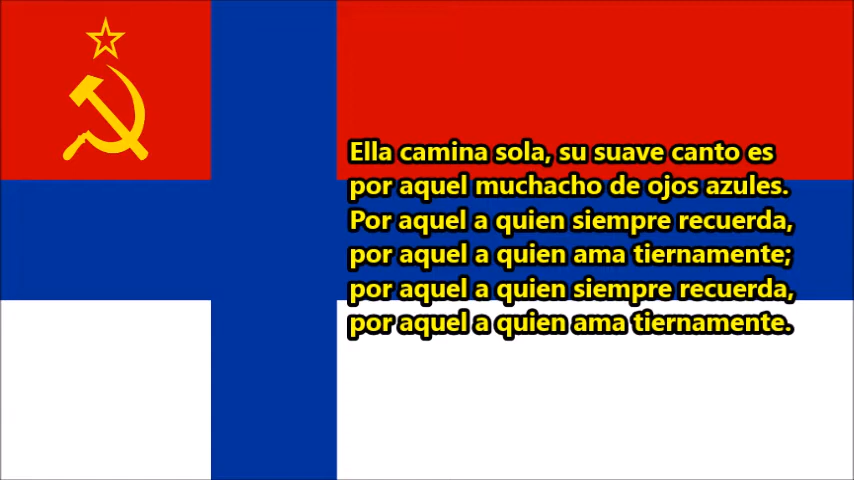 Ella camina sola, su suave canto es
por aquel muchacho de ojos azules.
Por aquel a quien siempre recuerda,
por aquel a quien ama tiernamente;
por aquel a quien siempre recuerda,
por aquel a quien ama tiernamente.